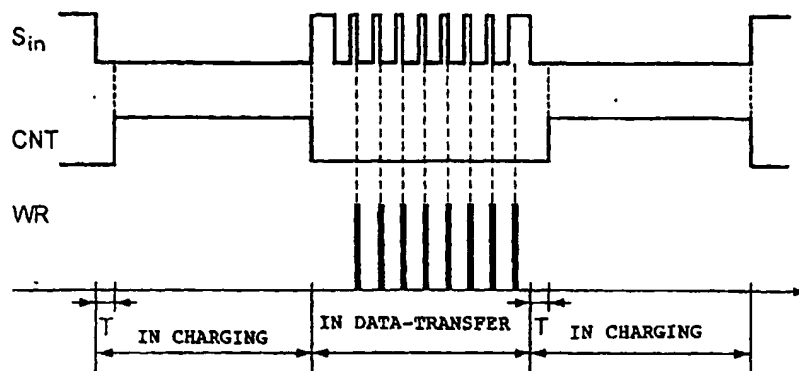 Sin
CNT
WR
T
IN CHARGING
IN DATA-TRANSFER
T
IN CHARGING